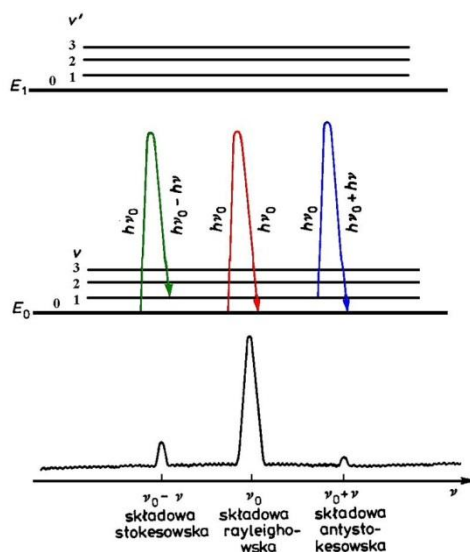 v'
3
2
1
0
E₁
hν₀
hν₀ – hν
hν₀
hν₀
hν₀
hν₀ + hν
v
3
2
1
0
E₀
ν₀ – ν
ν₀
ν₀ + ν
ν
składowa
stokesowska
składowa
rayleigho-
wska
składowa
antysto-
kesowska